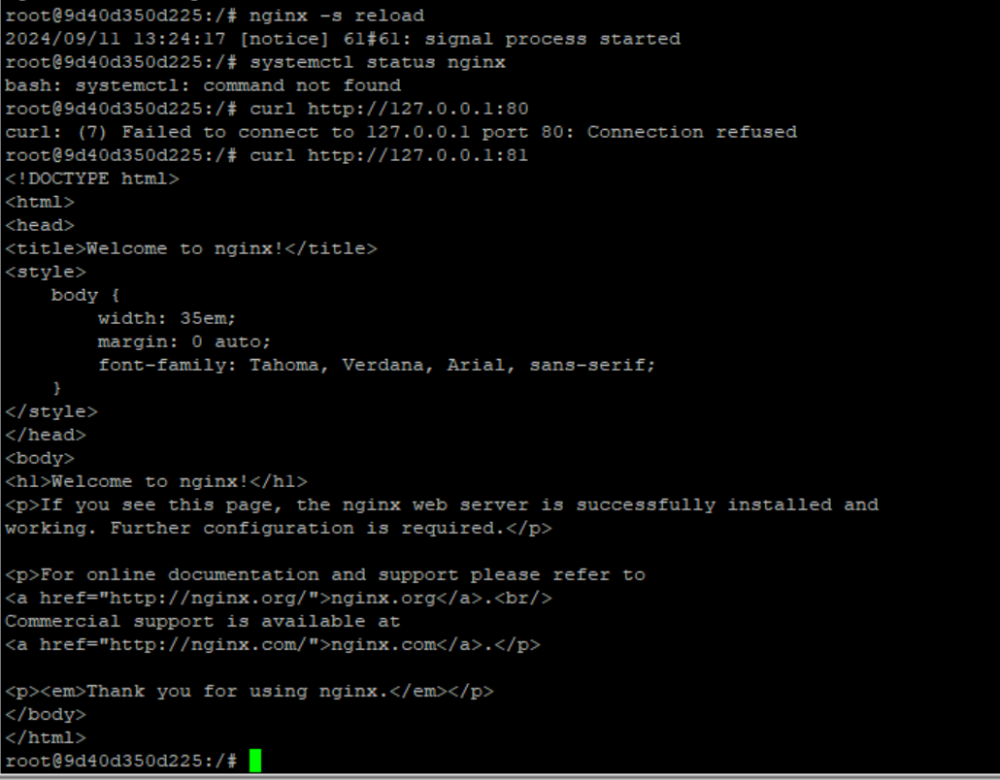 root@9d40d350d225:/# nginx -s reload
2024/09/11 13:24:17 [notice] 61#61: signal process started
root@9d40d350d225:/# systemctl status nginx
bash: systemctl: command not found
root@9d40d350d225:/# curl http://127.0.0.1:80
curl: (7) Failed to connect to 127.0.0.1 port 80: Connection refused
root@9d40d350d225:/# curl http://127.0.0.1:81
<!DOCTYPE html>
<html>
<head>
<title>Welcome to nginx!</title>
<style>
    body {
        width: 35em;
        margin: 0 auto;
        font-family: Tahoma, Verdana, Arial, sans-serif;
    }
</style>
</head>
<body>
<h1>Welcome to nginx!</h1>
<p>If you see this page, the nginx web server is successfully installed and
working. Further configuration is required.</p>

<p>For online documentation and support please refer to
<a href="http://nginx.org/">nginx.org</a>.<br/>
Commercial support is available at
<a href="http://nginx.com/">nginx.com</a>.</p>

<p><em>Thank you for using nginx.</em></p>
</body>
</html>
root@9d40d350d225:/#